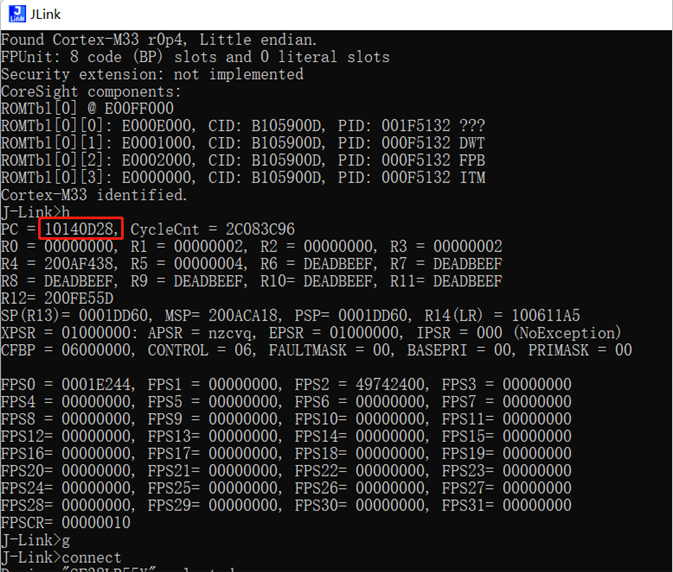 JLink
Found Cortex-M33 r0p4, Little endian.
FPUnit: 8 code (BP) slots and 0 literal slots
Security extension: not implemented
CoreSight components:
ROMTbl[0] @ E00FF000
ROMTbl[0][0]: E000E000, CID: B105900D, PID: 001F5132 ???
ROMTbl[0][1]: E0001000, CID: B105900D, PID: 000F5132 DWT
ROMTbl[0][2]: E0002000, CID: B105900D, PID: 000F5132 FPB
ROMTbl[0][3]: E0000000, CID: B105900D, PID: 000F5132 ITM
Cortex-M33 identified.
J-Link>h
PC = 10140D28, CycleCnt = 2C083C96
R0 = 00000000, R1 = 00000002, R2 = 00000000, R3 = 00000002
R4 = 200AF438, R5 = 00000004, R6 = DEADBEEF, R7 = DEADBEEF
R8 = DEADBEEF, R9 = DEADBEEF, R10= DEADBEEF, R11= DEADBEEF
R12= 200FE55D
SP(R13)= 0001DD60, MSP= 200ACA18, PSP= 0001DD60, R14(LR) = 100611A5
XPSR = 01000000: APSR = nzcvq, EPSR = 01000000, IPSR = 000 (NoException)
CFBP = 06000000, CONTROL = 06, FAULTMASK = 00, BASEPRI = 00, PRIMASK = 00
FPS0 = 0001E244, FPS1 = 00000000, FPS2 = 49742400, FPS3 = 00000000
FPS4 = 00000000, FPS5 = 00000000, FPS6 = 00000000, FPS7 = 00000000
FPS8 = 00000000, FPS9 = 00000000, FPS10= 00000000, FPS11= 00000000
FPS12= 00000000, FPS13= 00000000, FPS14= 00000000, FPS15= 00000000
FPS16= 00000000, FPS17= 00000000, FPS18= 00000000, FPS19= 00000000
FPS20= 00000000, FPS21= 00000000, FPS22= 00000000, FPS23= 00000000
FPS24= 00000000, FPS25= 00000000, FPS26= 00000000, FPS27= 00000000
FPS28= 00000000, FPS29= 00000000, FPS30= 00000000, FPS31= 00000000
FPSCR= 00000010
J-Link>g
J-Link>connect